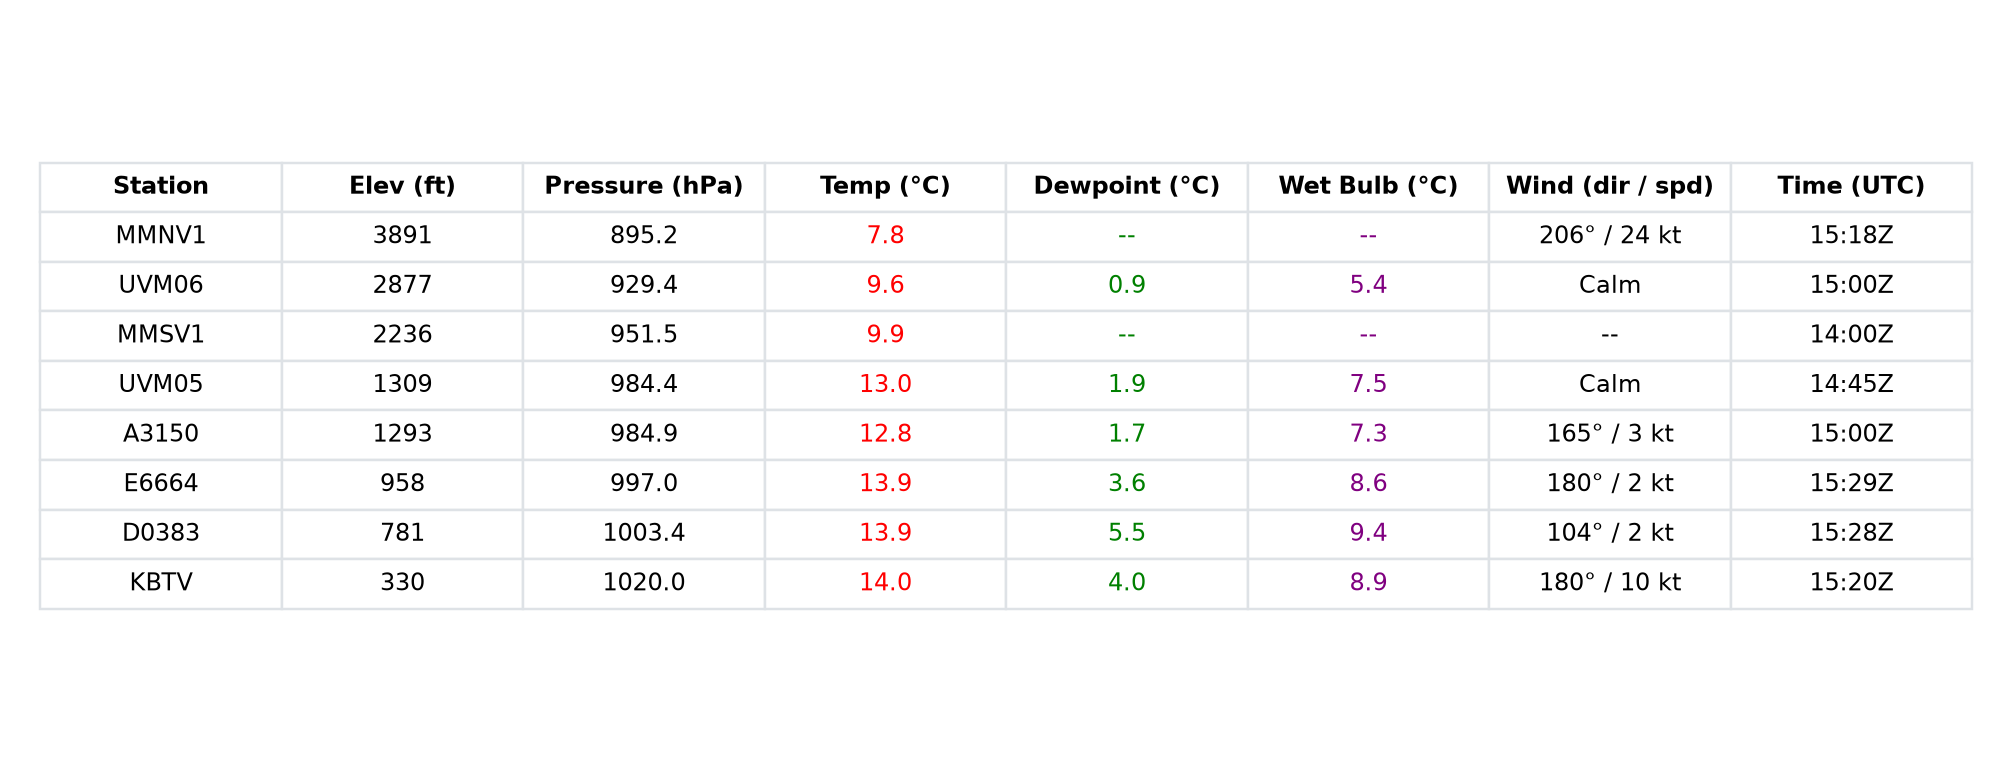 Station Elev (ft) Pressure (hPa) Temp (°C) Dewpoint (°C) Wet Bulb (°C) Wind (dir / spd) Time (UTC)
MMNV1 3891 895.2 7.8 -- -- 206° / 24 kt 15:18Z
UVM06 2877 929.4 9.6 0.9 5.4 Calm 15:00Z
MMSV1 2236 951.5 9.9 -- -- -- 14:00Z
UVM05 1309 984.4 13.0 1.9 7.5 Calm 14:45Z
A3150 1293 984.9 12.8 1.7 7.3 165° / 3 kt 15:00Z
E6664 958 997.0 13.9 3.6 8.6 180° / 2 kt 15:29Z
D0383 781 1003.4 13.9 5.5 9.4 104° / 2 kt 15:28Z
KBTV 330 1020.0 14.0 4.0 8.9 180° / 10 kt 15:20Z